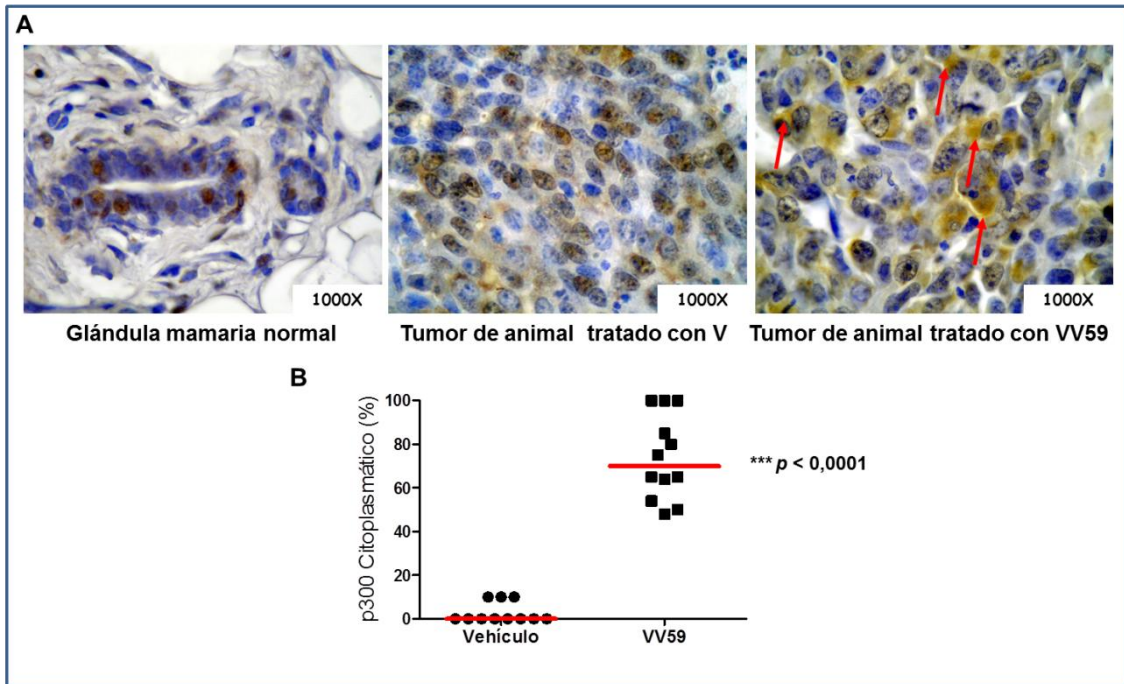 A
1000X
1000X
1000X
Glándula mamaria normal
Tumor de animal tratado con V
Tumor de animal tratado con VV59
B
p300 Citoplasmático (%)
100
80
60
40
20
0
*** p < 0,0001
Vehículo
VV59